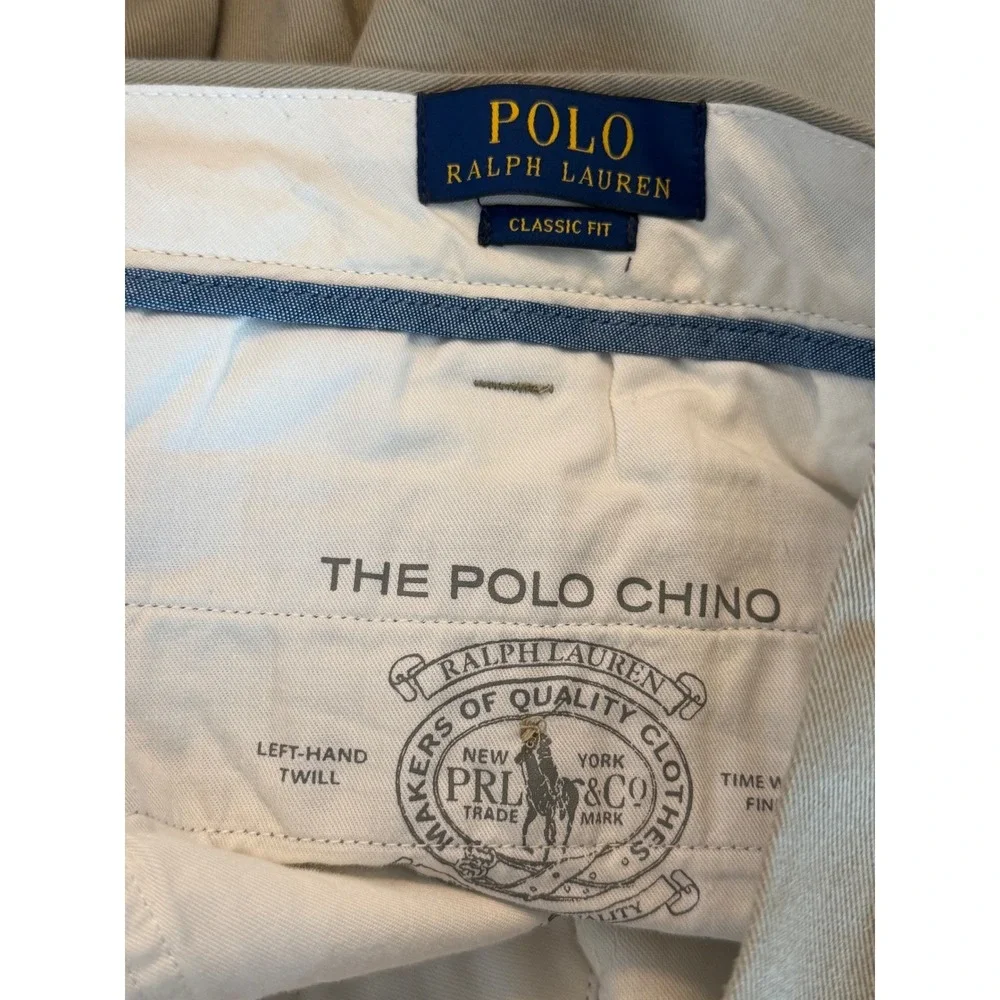 POLO
RALPH LAUREN
CLASSIC FIT
THE POLO CHINO
RALPH LAUREN
MAKERS OF QUALITY CLOTHES
LEFT-HAND
TWILL
NEW YORK
PRL &Co
TRADE MARK
TIME